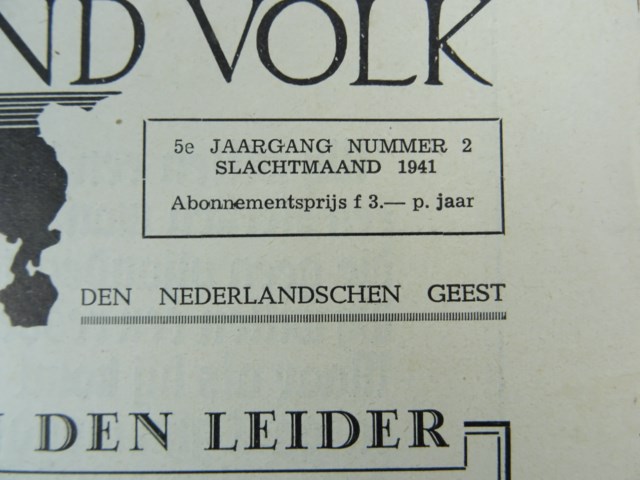 ND VOLK
5e JAARGANG NUMMER 2
SLACHTMAAND 1941
Abonnementsprijs f 3.— p. jaar
DEN NEDERLANDSCHEN GEEST
DEN LEIDER